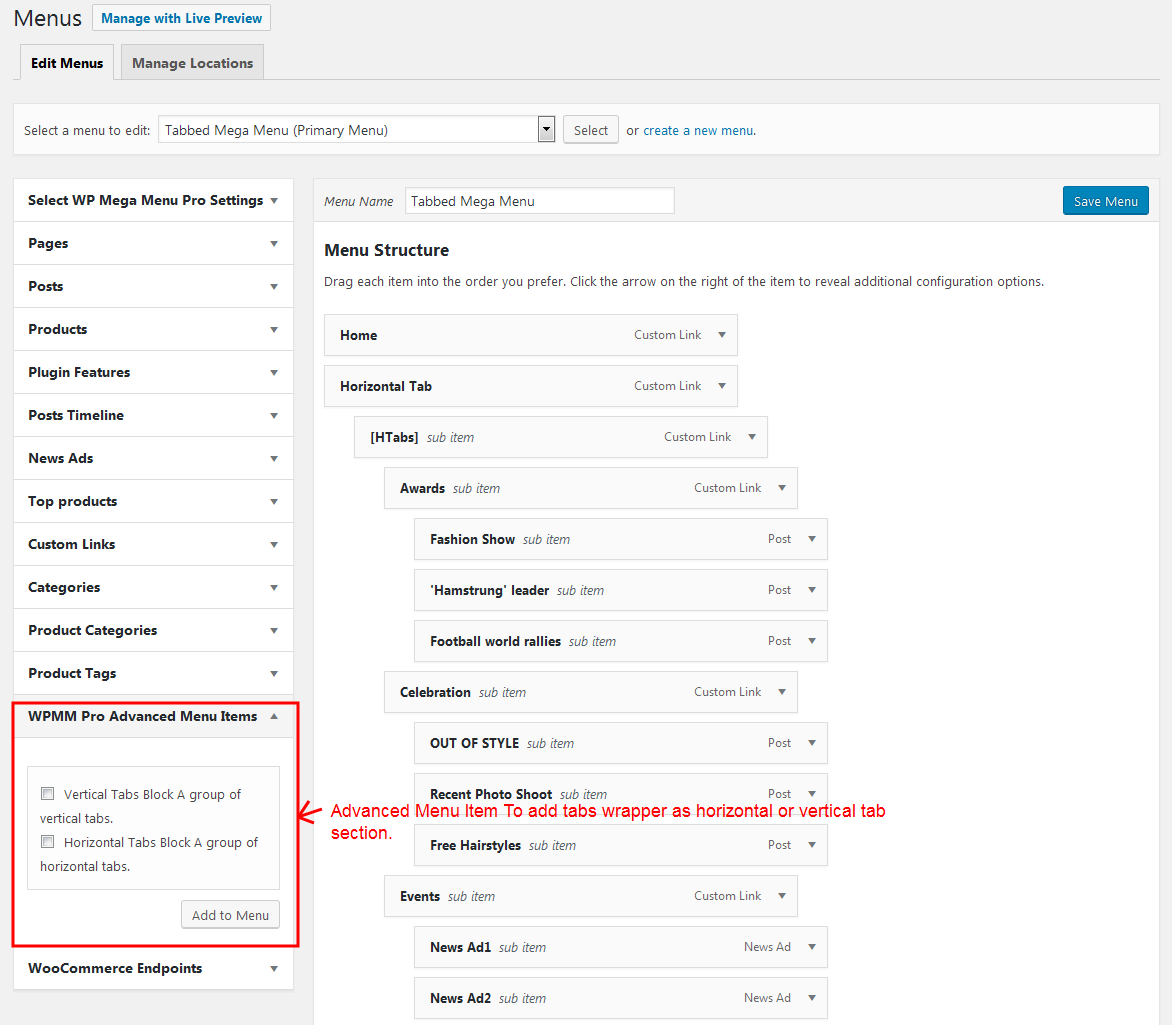 Menus Manage with Live Preview
Edit Menus Manage Locations
Select a menu to edit: Tabbed Mega Menu (Primary Menu) Select or create a new menu.
Select WP Mega Menu Pro Settings
Pages
Posts
Products
Plugin Features
Posts Timeline
News Ads
Top products
Custom Links
Categories
Product Categories
Product Tags
WPMM Pro Advanced Menu Items
Vertical Tabs Block A group of
vertical tabs.
Horizontal Tabs Block A group of
horizontal tabs.
Add to Menu
WooCommerce Endpoints
Menu Name Tabbed Mega Menu Save Menu
Menu Structure
Drag each item into the order you prefer. Click the arrow on the right of the item to reveal additional configuration options.
Home Custom Link
Horizontal Tab Custom Link
[HTabs] sub item Custom Link
Awards sub item Custom Link
Fashion Show sub item Post
'Hamstrung' leader sub item Post
Football world rallies sub item Post
Celebration sub item Custom Link
OUT OF STYLE sub item Post
Recent Photo Shoot sub item Post
Advanced Menu Item To add tabs wrapper as horizontal or vertical tab
section.
Free Hairstyles sub item Post
Events sub item Custom Link
News Ad1 sub item News Ad
News Ad2 sub item News Ad